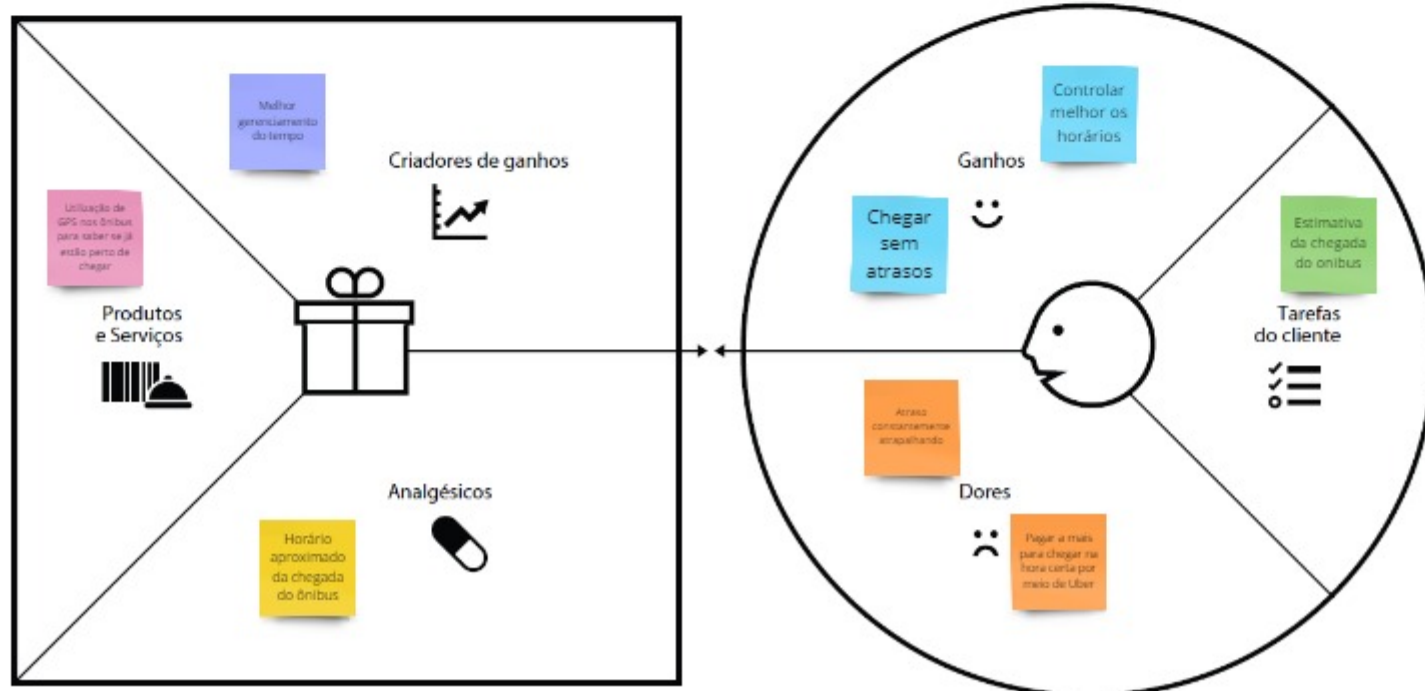 Melhor
gerenciamento
do tempo
Criadores de ganhos
Utilização de
GPS nos ônibus
para saber se já
estão perto de
chegar
Produtos
e Serviços
Analgésicos
Horário
aproximado
da chegada
do ônibus
Controlar
melhor os
horários
Ganhos
Chegar
sem
atrasos
Estimativa
da chegada
do onibus
Tarefas
do cliente
Atraso
constantemente
atrapalhando
Dores
Pagar a mais
para chegar na
hora certa por
meio de Uber